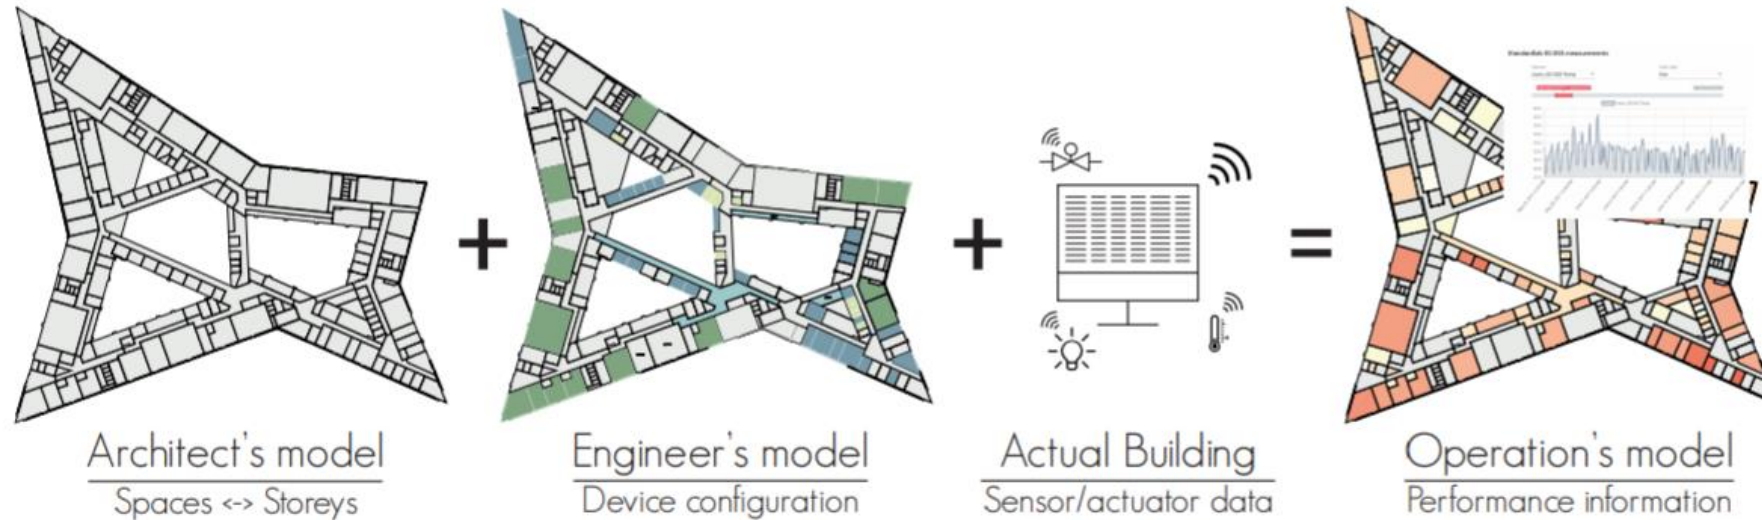 +
+
=
Architect's model
Spaces <-> Storeys
Engineer's model
Device configuration
Actual Building
Sensor/actuator data
Operation's model
Performance information